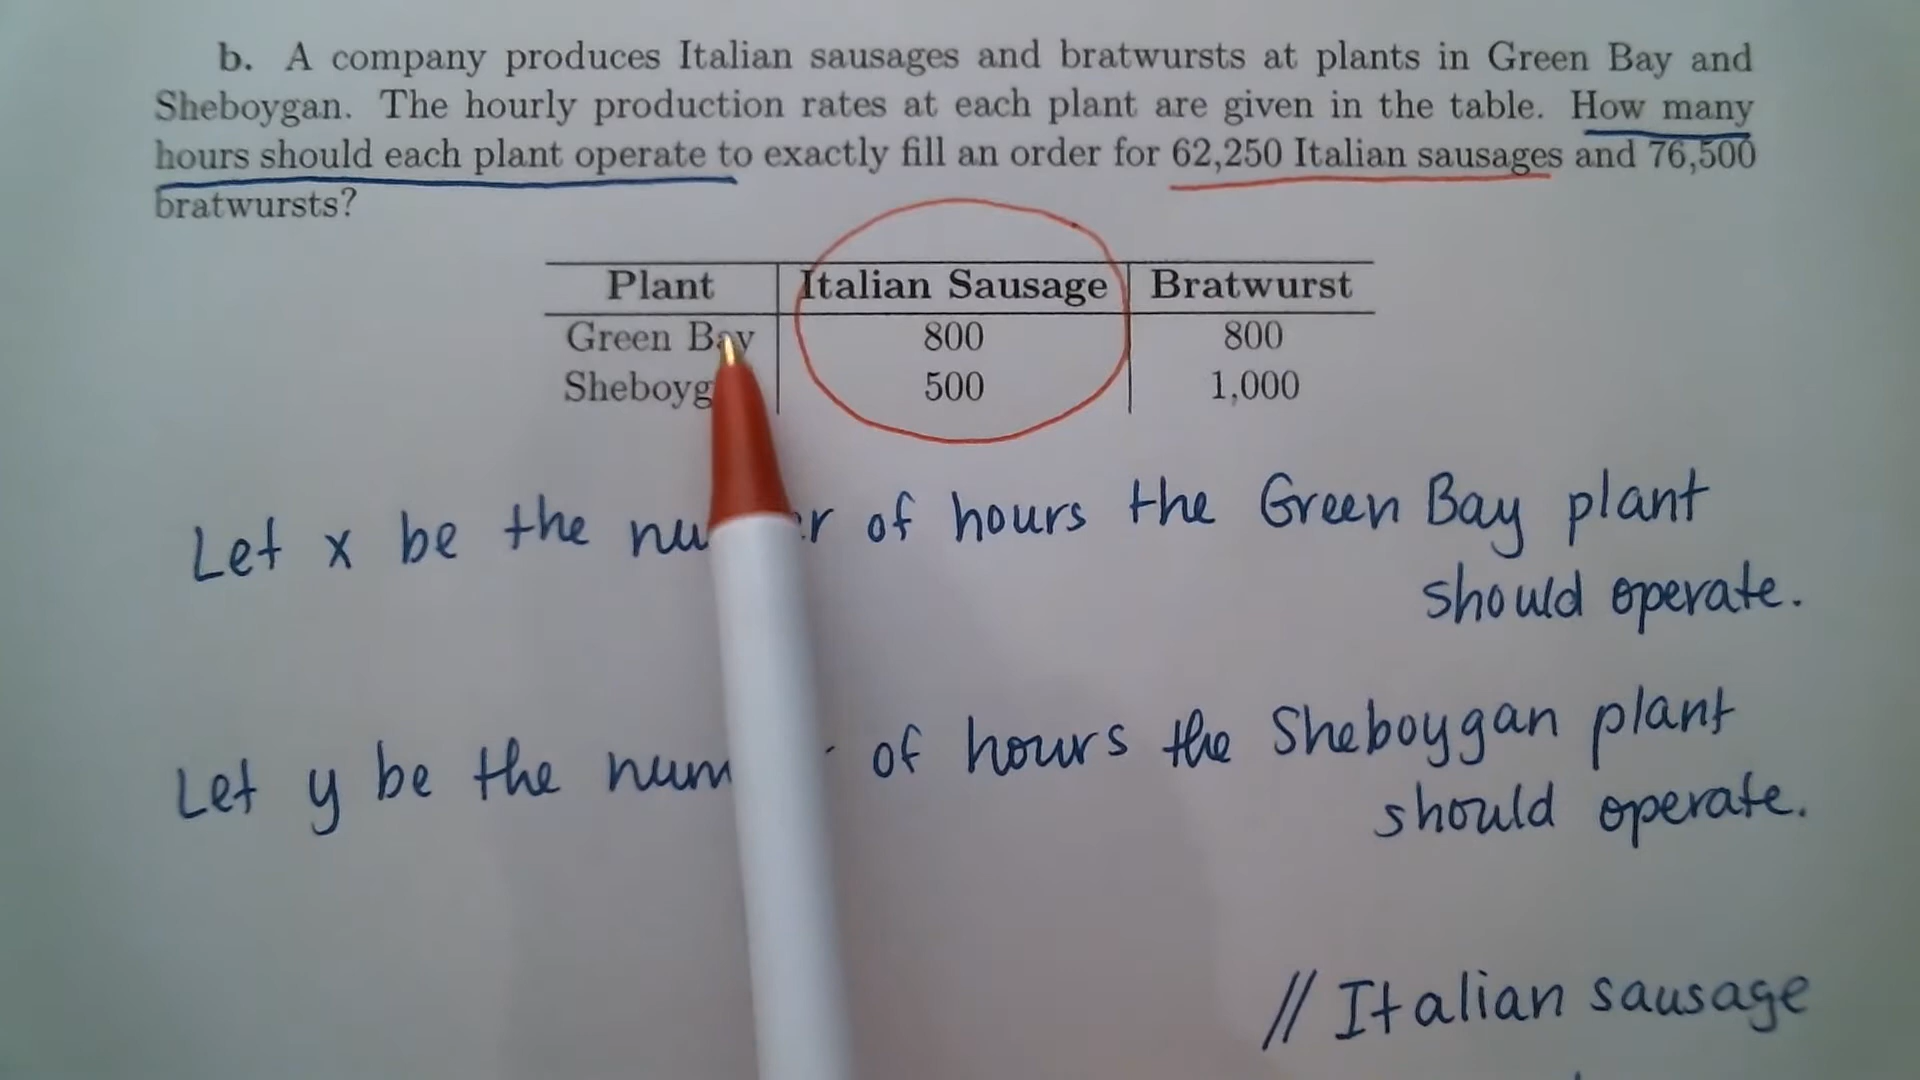 b. A company produces Italian sausages and bratwursts at plants in Green Bay and
Sheboygan. The hourly production rates at each plant are given in the table. How many
hours should each plant operate to exactly fill an order for 62,250 Italian sausages and 76,500
bratwursts?
Plant Italian Sausage Bratwurst
Green Bay 800 800
Sheboyg 500 1,000
Let x be the of hours the Green Bay plant
should operate.
Let y be the of hours the Sheboygan plant
should operate.
// Italian sausage